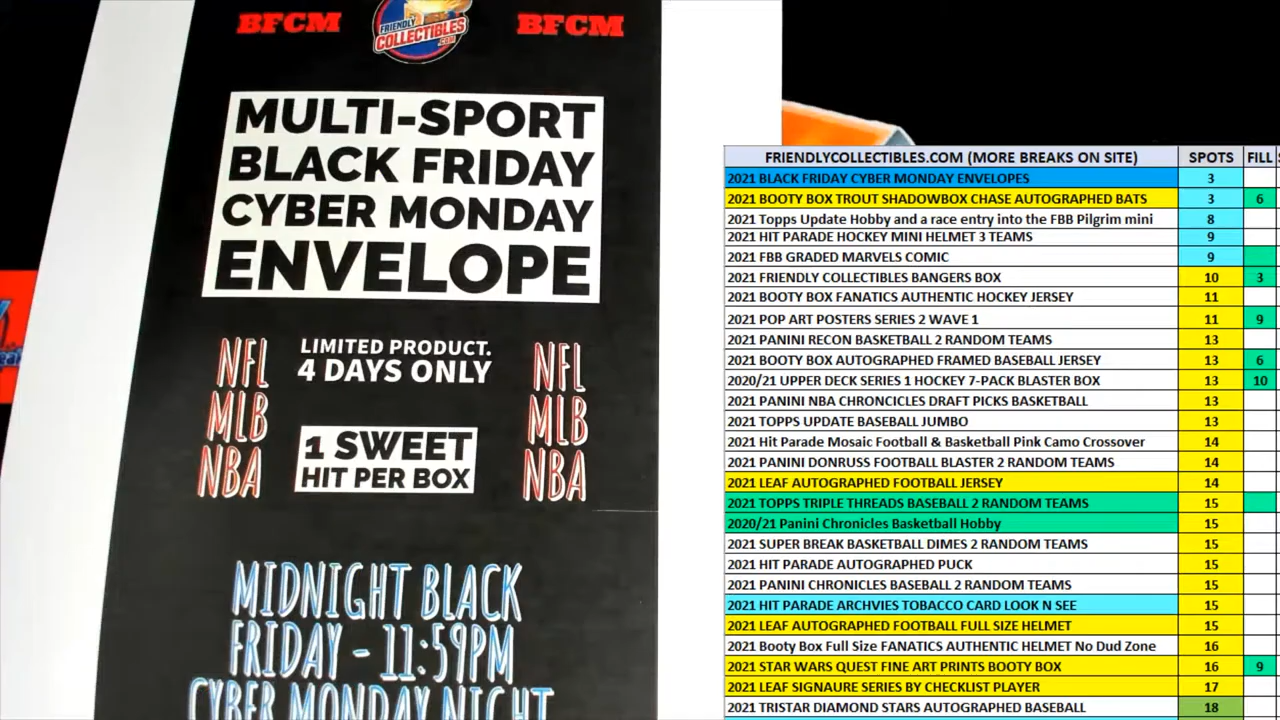 BFCM
BFCM
FRIENDLY
COLLECTIBLES
.COM
MULTI-SPORT
BLACK FRIDAY
CYBER MONDAY
ENVELOPE
NFL
MLB
NBA
LIMITED PRODUCT.
4 DAYS ONLY
1 SWEET
HIT PER BOX
NFL
MLB
NBA
MIDNIGHT BLACK
FRIDAY - 11:59PM
CYBER MONDAY NIGHT
FRIENDLYCOLLECTIBLES.COM (MORE BREAKS ON SITE) SPOTS FILL
2021 BLACK FRIDAY CYBER MONDAY ENVELOPES 3
2021 BOOTY BOX TROUT SHADOWBOX CHASE AUTOGRAPHED BATS 3 6
2021 Topps Update Hobby and a race entry into the FBB Pilgrim mini 8
2021 HIT PARADE HOCKEY MINI HELMET 3 TEAMS 9
2021 FBB GRADED MARVELS COMIC 9
2021 FRIENDLY COLLECTIBLES BANGERS BOX 10 3
2021 BOOTY BOX FANATICS AUTHENTIC HOCKEY JERSEY 11
2021 POP ART POSTERS SERIES 2 WAVE 1 11 9
2021 PANINI RECON BASKETBALL 2 RANDOM TEAMS 13
2021 BOOTY BOX AUTOGRAPHED FRAMED BASEBALL JERSEY 13 6
2020/21 UPPER DECK SERIES 1 HOCKEY 7-PACK BLASTER BOX 13 10
2021 PANINI NBA CHRONCICLES DRAFT PICKS BASKETBALL 13
2021 TOPPS UPDATE BASEBALL JUMBO 13
2021 Hit Parade Mosaic Football & Basketball Pink Camo Crossover 14
2021 PANINI DONRUSS FOOTBALL BLASTER 2 RANDOM TEAMS 14
2021 LEAF AUTOGRAPHED FOOTBALL JERSEY 14
2021 TOPPS TRIPLE THREADS BASEBALL 2 RANDOM TEAMS 15
2020/21 Panini Chronicles Basketball Hobby 15
2021 SUPER BREAK BASKETBALL DIMES 2 RANDOM TEAMS 15
2021 HIT PARADE AUTOGRAPHED PUCK 15
2021 PANINI CHRONICLES BASEBALL 2 RANDOM TEAMS 15
2021 HIT PARADE ARCHVIES TOBACCO CARD LOOK N SEE 15
2021 LEAF AUTOGRAPHED FOOTBALL FULL SIZE HELMET 15
2021 Booty Box Full Size FANATICS AUTHENTIC HELMET No Dud Zone 16
2021 STAR WARS QUEST FINE ART PRINTS BOOTY BOX 16 9
2021 LEAF SIGNAURE SERIES BY CHECKLIST PLAYER 17
2021 TRISTAR DIAMOND STARS AUTOGRAPHED BASEBALL 18